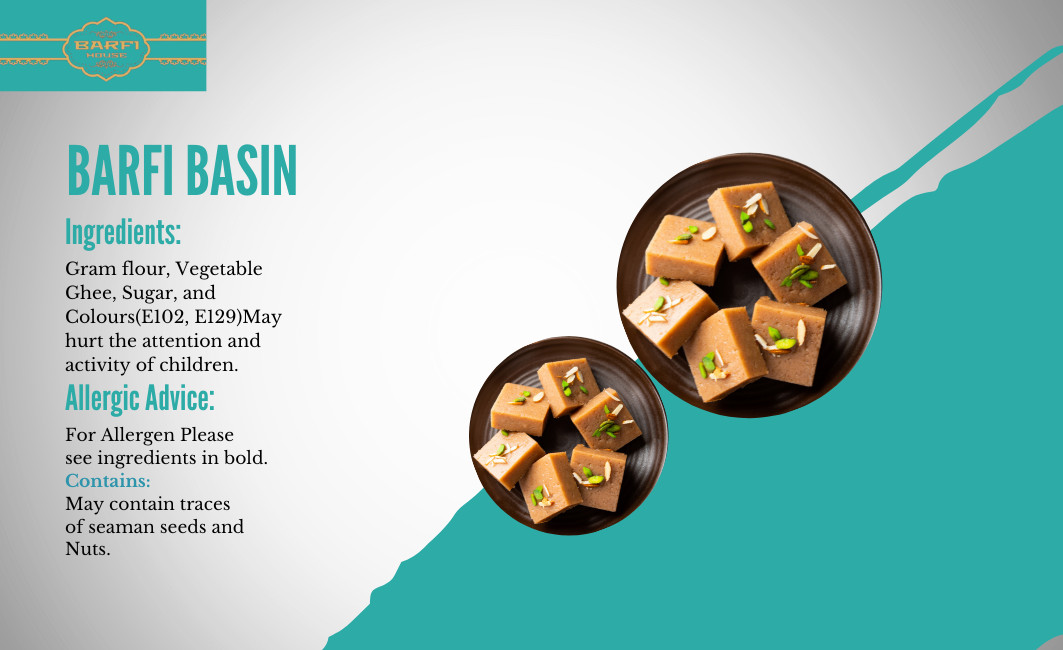 BARFI
HOUSE
BARFI BASIN
Ingredients:
Gram flour, Vegetable
Ghee, Sugar, and
Colours(E102, E129)May
hurt the attention and
activity of children.
Allergic Advice:
For Allergen Please
see ingredients in bold.
Contains:
May contain traces
of seaman seeds and
Nuts.